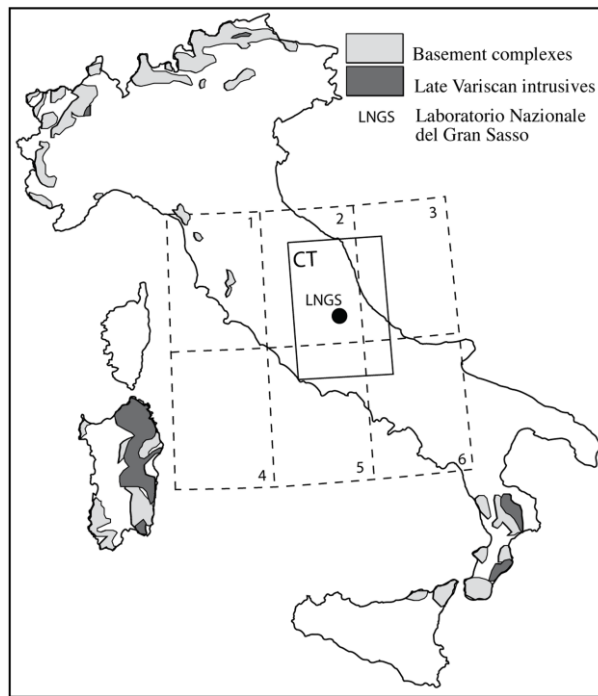 Basement complexes
Late Variscan intrusives
LNGS Laboratorio Nazionale
del Gran Sasso
1
2
3
CT
LNGS
4
5
6